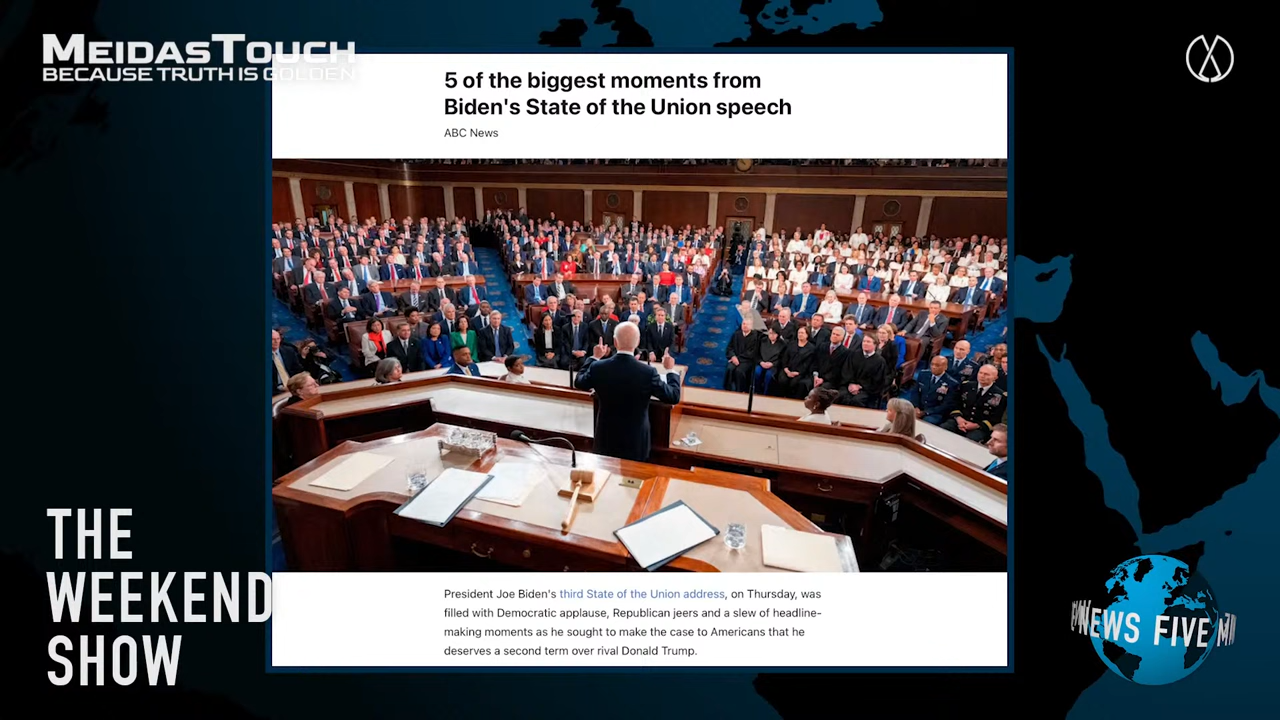 MEIDASTOUCH
BECAUSE TRUTH IS GOLDEN
5 of the biggest moments from
Biden's State of the Union speech
ABC News
President Joe Biden's third State of the Union address, on Thursday, was
filled with Democratic applause, Republican jeers and a slew of headline-
making moments as he sought to make the case to Americans that he
deserves a second term over rival Donald Trump.
THE
WEEKEND
SHOW
NEWS FIVE